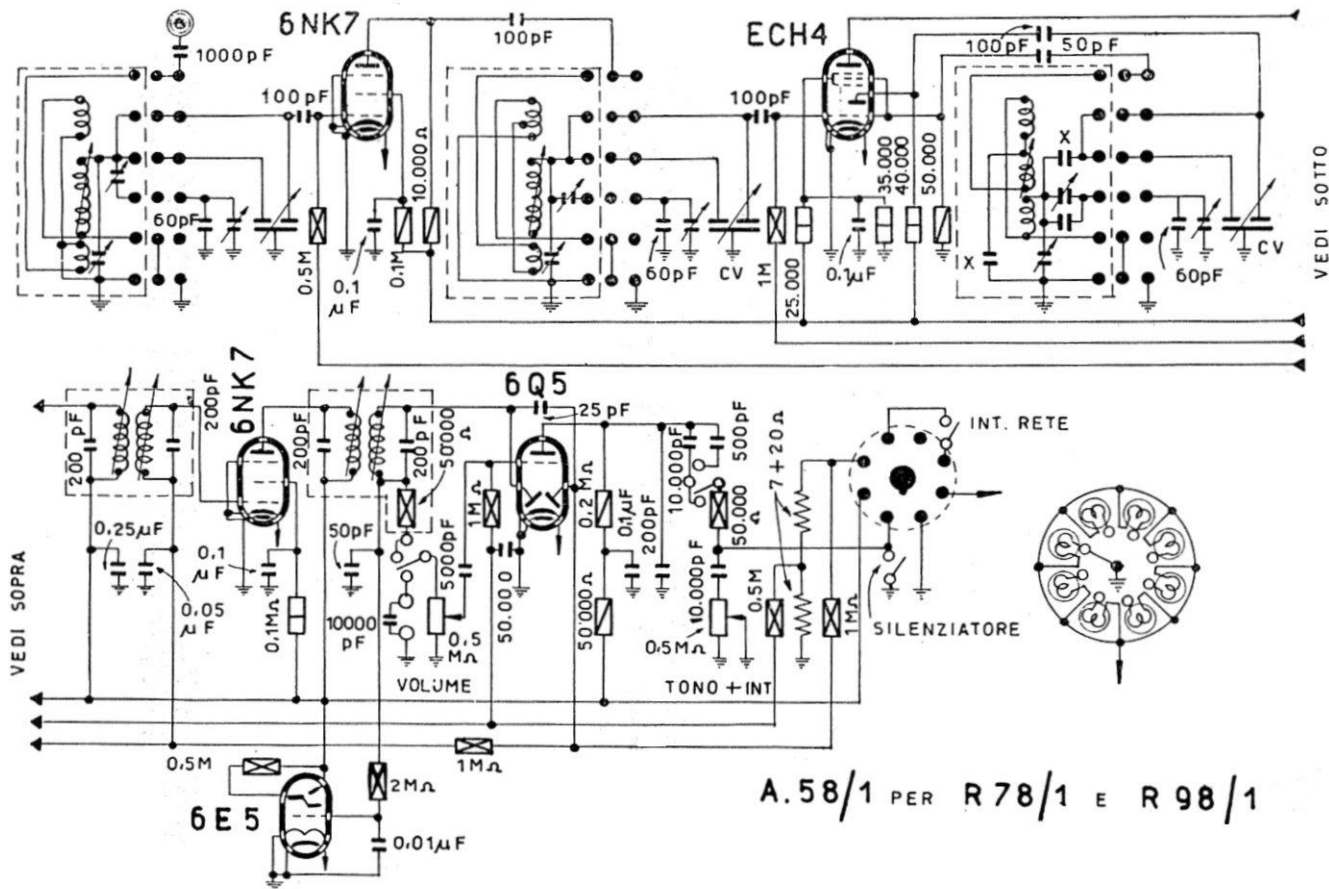 6NK7
ECH4
1000pF
100pF
100pF
50pF
100pF
100pF
10.000Ω
35.000
40.000
50.000
X
60pF
0.5M
0.1
µF
0.1M
60pF
CV
1M
25.000
0,1µF
X
60pF
CV
VEDI SOTTO
200pF
6NK7
6Q5
25pF
200pF
200pF
200pF
50.000
Ω
10.000pF
500pF
7+20Ω
INT. RETE
1MΩ
0.2MΩ
0.1µF
200pF
50.000
Ω
0,25µF
0,05
µF
0,1
µF
0.1MΩ
50pF
10000
pF
5000pF
0,5
MΩ
50.000
50.000Ω
10.000pF
0,5MΩ
0.5M
1MΩ
SILENZIATORE
VEDI SOPRA
VOLUME
TONO + INT
0,5M
1MΩ
2MΩ
6E5
0,01µF
A.58/1 PER R78/1 E R98/1